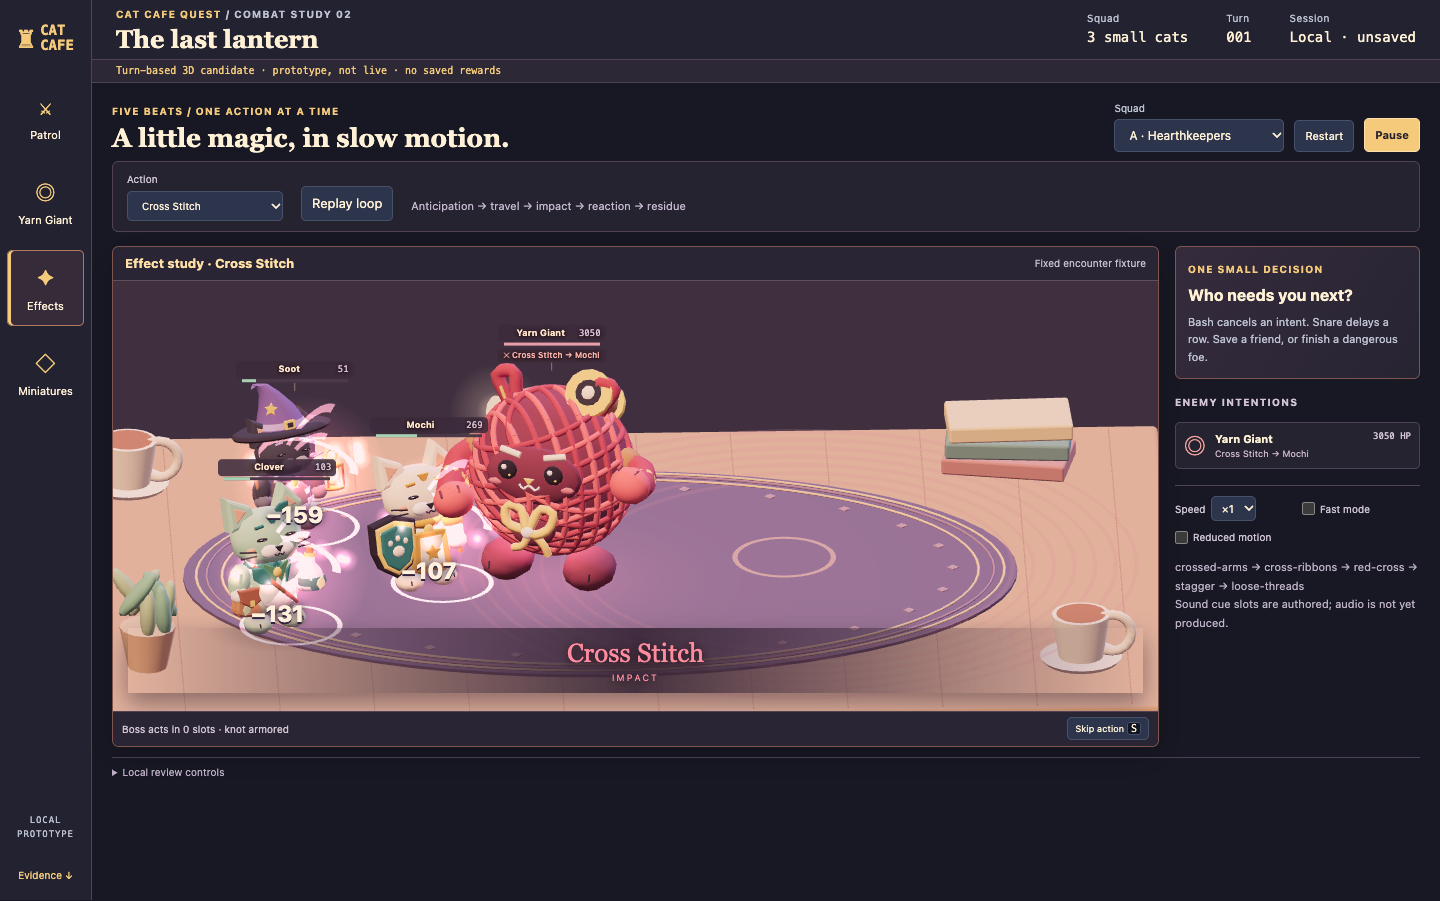 CAT
CAFE
CAT CAFE QUEST / COMBAT STUDY 02
The last lantern
Squad
3 small cats
Turn
001
Session
Local · unsaved
Turn-based 3D candidate · prototype, not live · no saved rewards
Patrol
Yarn Giant
Effects
Miniatures
LOCAL
PROTOTYPE
Evidence ↓
FIVE BEATS / ONE ACTION AT A TIME
A little magic, in slow motion.
Squad
A · Hearthkeepers
Restart
Pause
Action
Cross Stitch
Replay loop
Anticipation → travel → impact → reaction → residue
Effect study · Cross Stitch
Fixed encounter fixture
Yarn Giant 3050
× Cross Stitch → Mochi
Soot 51
Mochi 269
Clover 103
−159
−107
−131
Cross Stitch
IMPACT
Boss acts in 0 slots · knot armored
Skip action S
Local review controls
ONE SMALL DECISION
Who needs you next?
Bash cancels an intent. Snare delays a
row. Save a friend, or finish a dangerous
foe.
ENEMY INTENTIONS
Yarn Giant
3050 HP
Cross Stitch → Mochi
Speed
×1
Fast mode
Reduced motion
crossed-arms → cross-ribbons → red-cross →
stagger → loose-threads
Sound cue slots are authored; audio is not yet
produced.